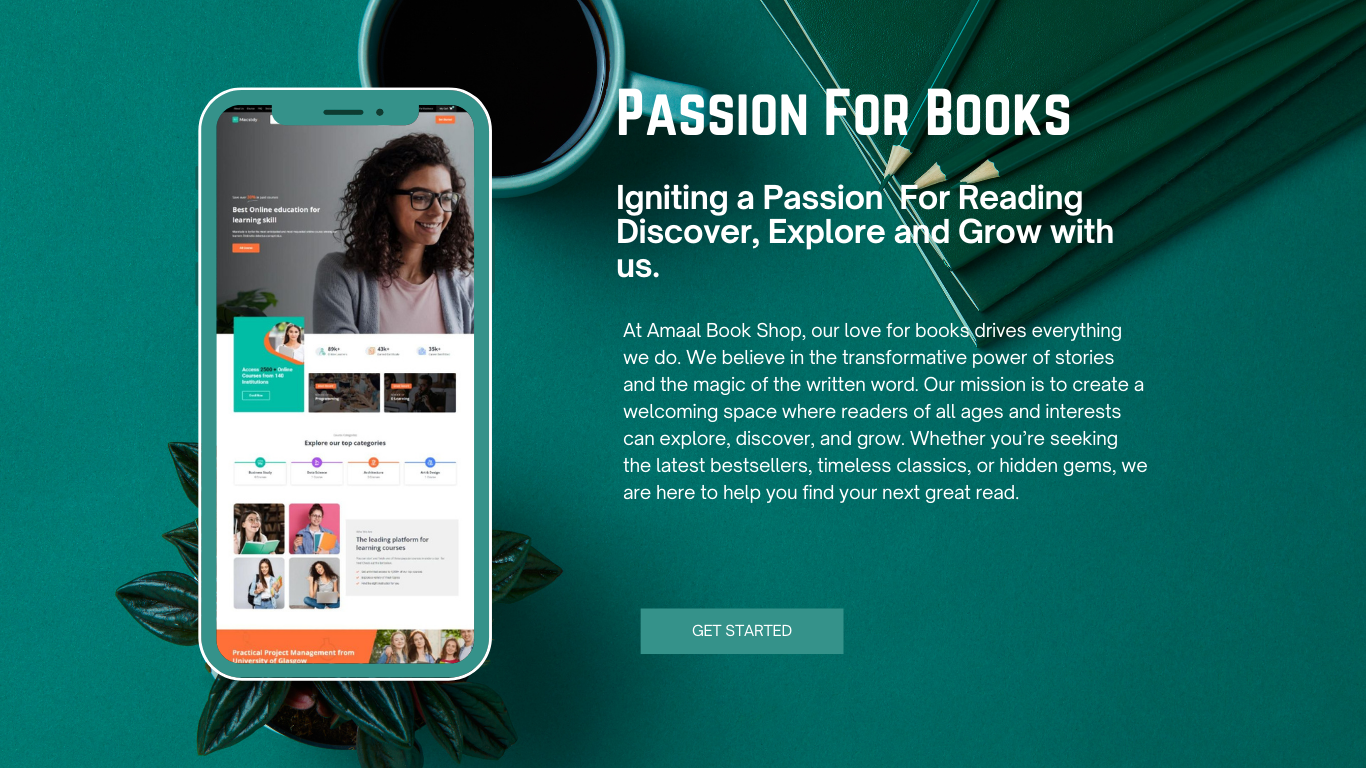 Passion For Books
Igniting a Passion For Reading
Discover, Explore and Grow with
us.
At Amaal Book Shop, our love for books drives everything
we do. We believe in the transformative power of stories
and the magic of the written word. Our mission is to create a
welcoming space where readers of all ages and interests
can explore, discover, and grow. Whether you’re seeking
the latest bestsellers, timeless classics, or hidden gems, we
are here to help you find your next great read.
GET STARTED
Best Online education for
learning skill
89k+
43k+
35k+
Access
Online
Courses from 140
Institutions
Programming
Explore our top categories
Business Study
Data Science
Architecture
Art & Design
The leading platform for
learning courses
Practical Project Management from
University of Glasgow